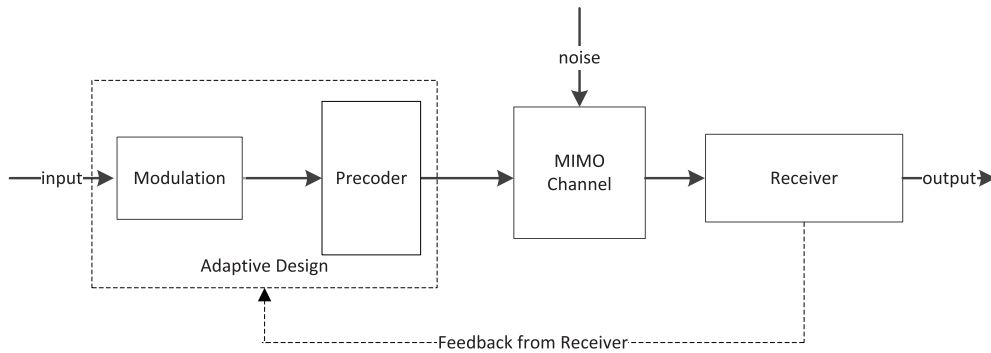 noise
input
Modulation
Precoder
MIMO
Channel
Receiver
output
Adaptive Design
Feedback from Receiver